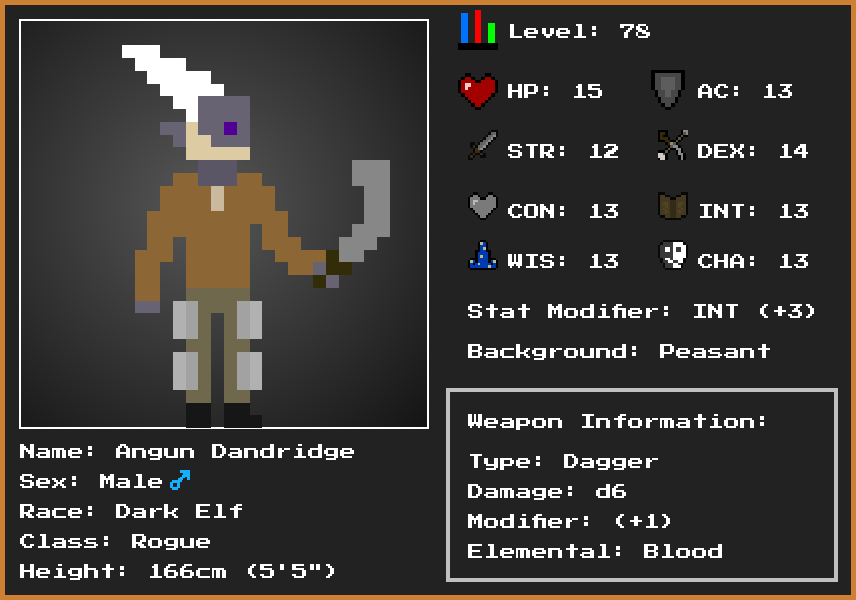 Level: 78
HP: 15
AC: 13
STR: 12
DEX: 14
CON: 13
INT: 13
WIS: 13
CHA: 13
Stat Modifier: INT (+3)
Background: Peasant
Weapon Information:
Type: Dagger
Damage: d6
Modifier: (+1)
Elemental: Blood
Name: Angun Dandridge
Sex: Male♂
Race: Dark Elf
Class: Rogue
Height: 166cm (5'5")